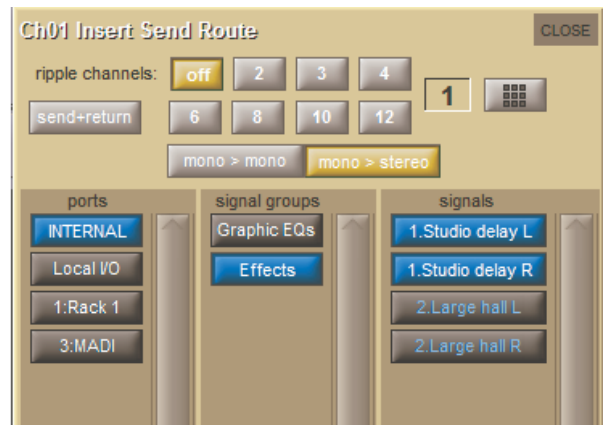 Ch01 Insert Send Route CLOSE
ripple channels: off 2 3 4
1
send+return 6 8 10 12
mono > mono mono > stereo
ports signal groups signals
INTERNAL Graphic EQs 1.Studio delay L
Local I/O Effects 1.Studio delay R
1:Rack 1 2.Large hall L
3:MADI 2.Large hall R